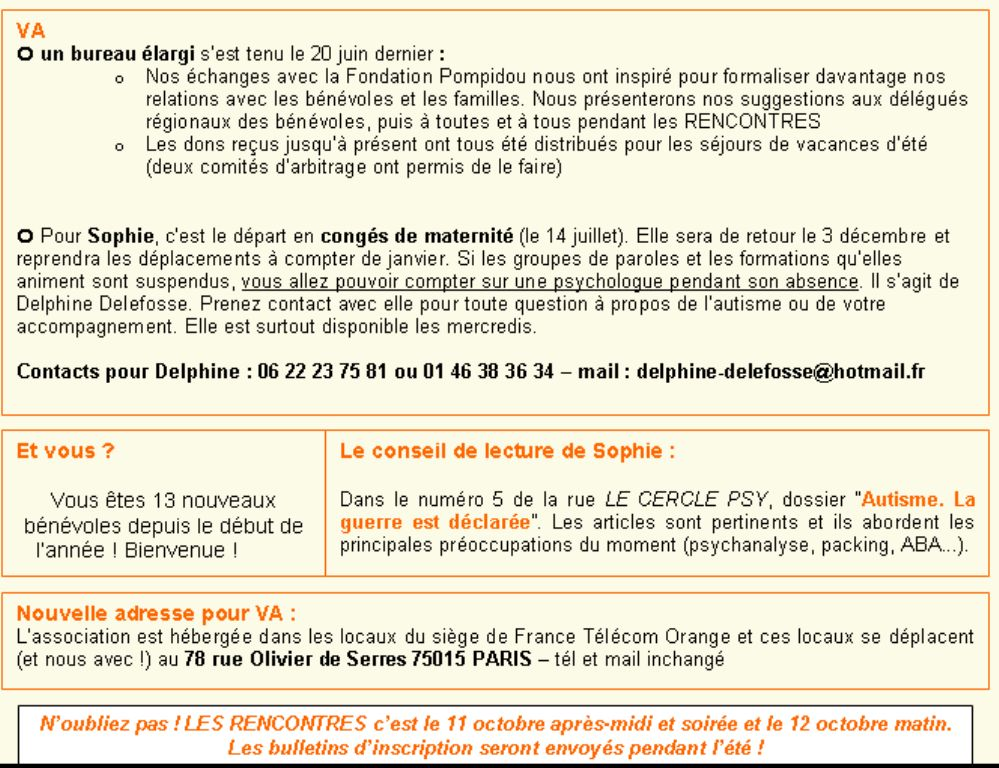 VA
O un bureau élargi s'est tenu le 20 juin dernier :
o Nos échanges avec la Fondation Pompidou nous ont inspiré pour formaliser davantage nos
relations avec les bénévoles et les familles. Nous présenterons nos suggestions aux délégués
régionaux des bénévoles, puis à toutes et à tous pendant les RENCONTRES
o Les dons reçus jusqu'à présent ont tous été distribués pour les séjours de vacances d'été
(deux comités d'arbitrage ont permis de le faire)
O Pour Sophie, c'est le départ en congés de maternité (le 14 juillet). Elle sera de retour le 3 décembre et
reprendra les déplacements à compter de janvier. Si les groupes de paroles et les formations qu'elles
animent sont suspendus, vous allez pouvoir compter sur une psychologue pendant son absence. Il s'agit de
Delphine Delefosse. Prenez contact avec elle pour toute question à propos de l'autisme ou de votre
accompagnement. Elle est surtout disponible les mercredis.
Contacts pour Delphine : 06 22 23 75 81 ou 01 46 38 36 34 – mail : delphine-delefosse@hotmail.fr
Et vous ?
Vous êtes 13 nouveaux
bénévoles depuis le début de
l'année ! Bienvenue !
Le conseil de lecture de Sophie :
Dans le numéro 5 de la rue LE CERCLE PSY, dossier "Autisme. La
guerre est déclarée". Les articles sont pertinents et ils abordent les
principales préoccupations du moment (psychanalyse, packing, ABA...).
Nouvelle adresse pour VA :
L'association est hébergée dans les locaux du siège de France Télécom Orange et ces locaux se déplacent
(et nous avec !) au 78 rue Olivier de Serres 75015 PARIS – tél et mail inchangé
N'oubliez pas ! LES RENCONTRES c'est le 11 octobre après-midi et soirée et le 12 octobre matin.
Les bulletins d'inscription seront envoyés pendant l'été !